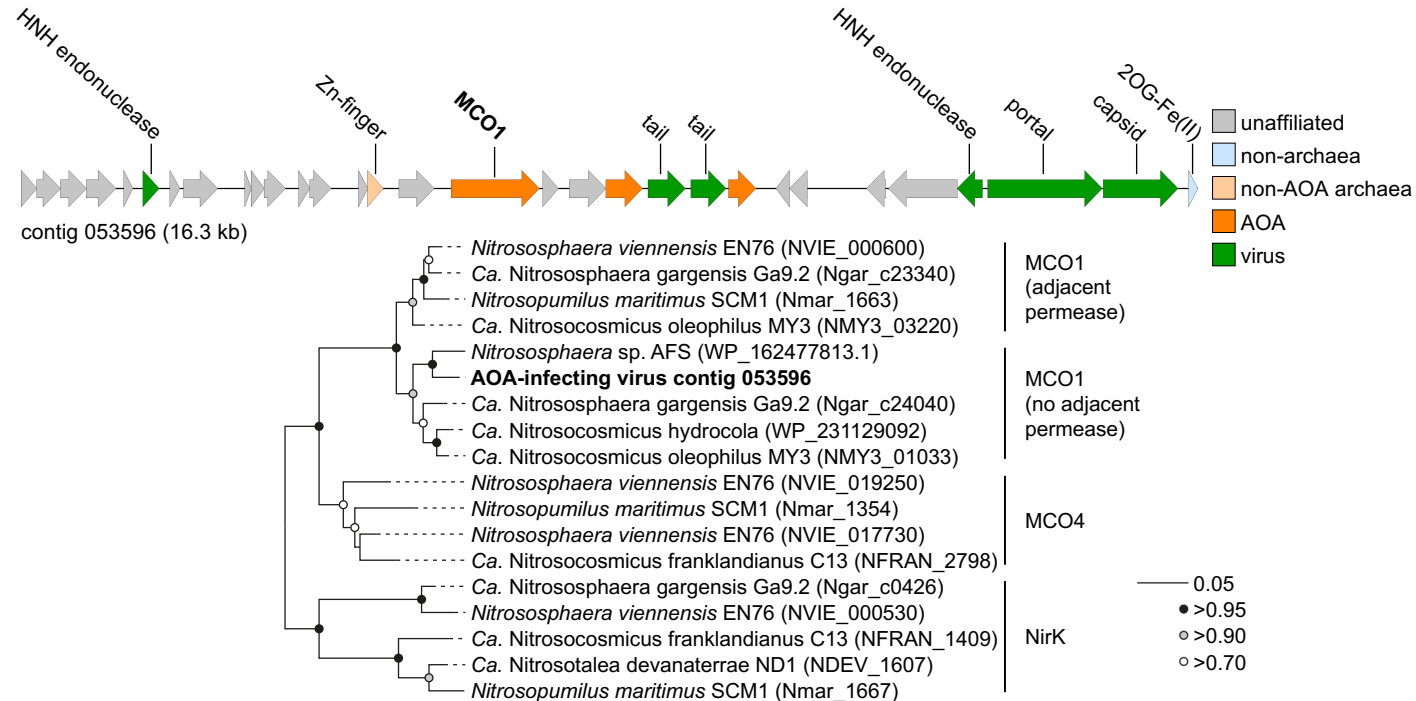 HNH endonuclease
Zn-finger
MCO1
tail
tail
HNH endonuclease
portal
capsid
2OG-Fe(II)
unaffiliated
non-archaea
non-AOA archaea
AOA
virus
contig 053596 (16.3 kb)
Nitrososphaera viennensis EN76 (NVIE_000600)
Ca. Nitrososphaera gargensis Ga9.2 (Ngar_c23340)
Nitrosopumilus maritimus SCM1 (Nmar_1663)
Ca. Nitrosocosmicus oleophilus MY3 (NMY3_03220)
MCO1
(adjacent
permease)
Nitrososphaera sp. AFS (WP_162477813.1)
AOA-infecting virus contig 053596
Ca. Nitrososphaera gargensis Ga9.2 (Ngar_c24040)
Ca. Nitrosocosmicus hydrocola (WP_231129092)
Ca. Nitrosocosmicus oleophilus MY3 (NMY3_01033)
MCO1
(no adjacent
permease)
Nitrososphaera viennensis EN76 (NVIE_019250)
Nitrosopumilus maritimus SCM1 (Nmar_1354)
Nitrososphaera viennensis EN76 (NVIE_017730)
Ca. Nitrosocosmicus franklandianus C13 (NFRAN_2798)
MCO4
Ca. Nitrososphaera gargensis Ga9.2 (Ngar_c0426)
Nitrososphaera viennensis EN76 (NVIE_000530)
Ca. Nitrosocosmicus franklandianus C13 (NFRAN_1409)
Ca. Nitrosotalea devanaterrae ND1 (NDEV_1607)
Nitrosopumilus maritimus SCM1 (Nmar_1667)
NirK
0.05
>0.95
>0.90
>0.70